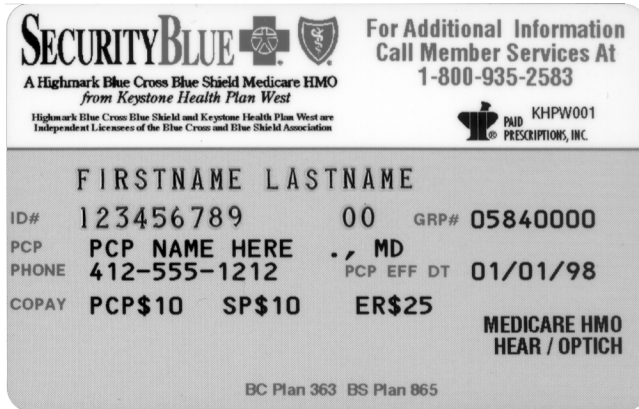 SECURITYBLUE
A Highmark Blue Cross Blue Shield Medicare HMO
from Keystone Health Plan West
Highmark Blue Cross Blue Shield and Keystone Health Plan West are
Independent Licensees of the Blue Cross and Blue Shield Association
For Additional Information
Call Member Services At
1-800-935-2583
KHPW001
PAID
PRESCRIPTIONS, INC.
®
FIRSTNAME LASTNAME
ID# 123456789 00 GRP# 05840000
PCP PCP NAME HERE ., MD
PHONE 412-555-1212 PCP EFF DT 01/01/98
COPAY PCP$10 SP$10 ER$25
MEDICARE HMO
HEAR / OPTICH
BC Plan 363 BS Plan 865